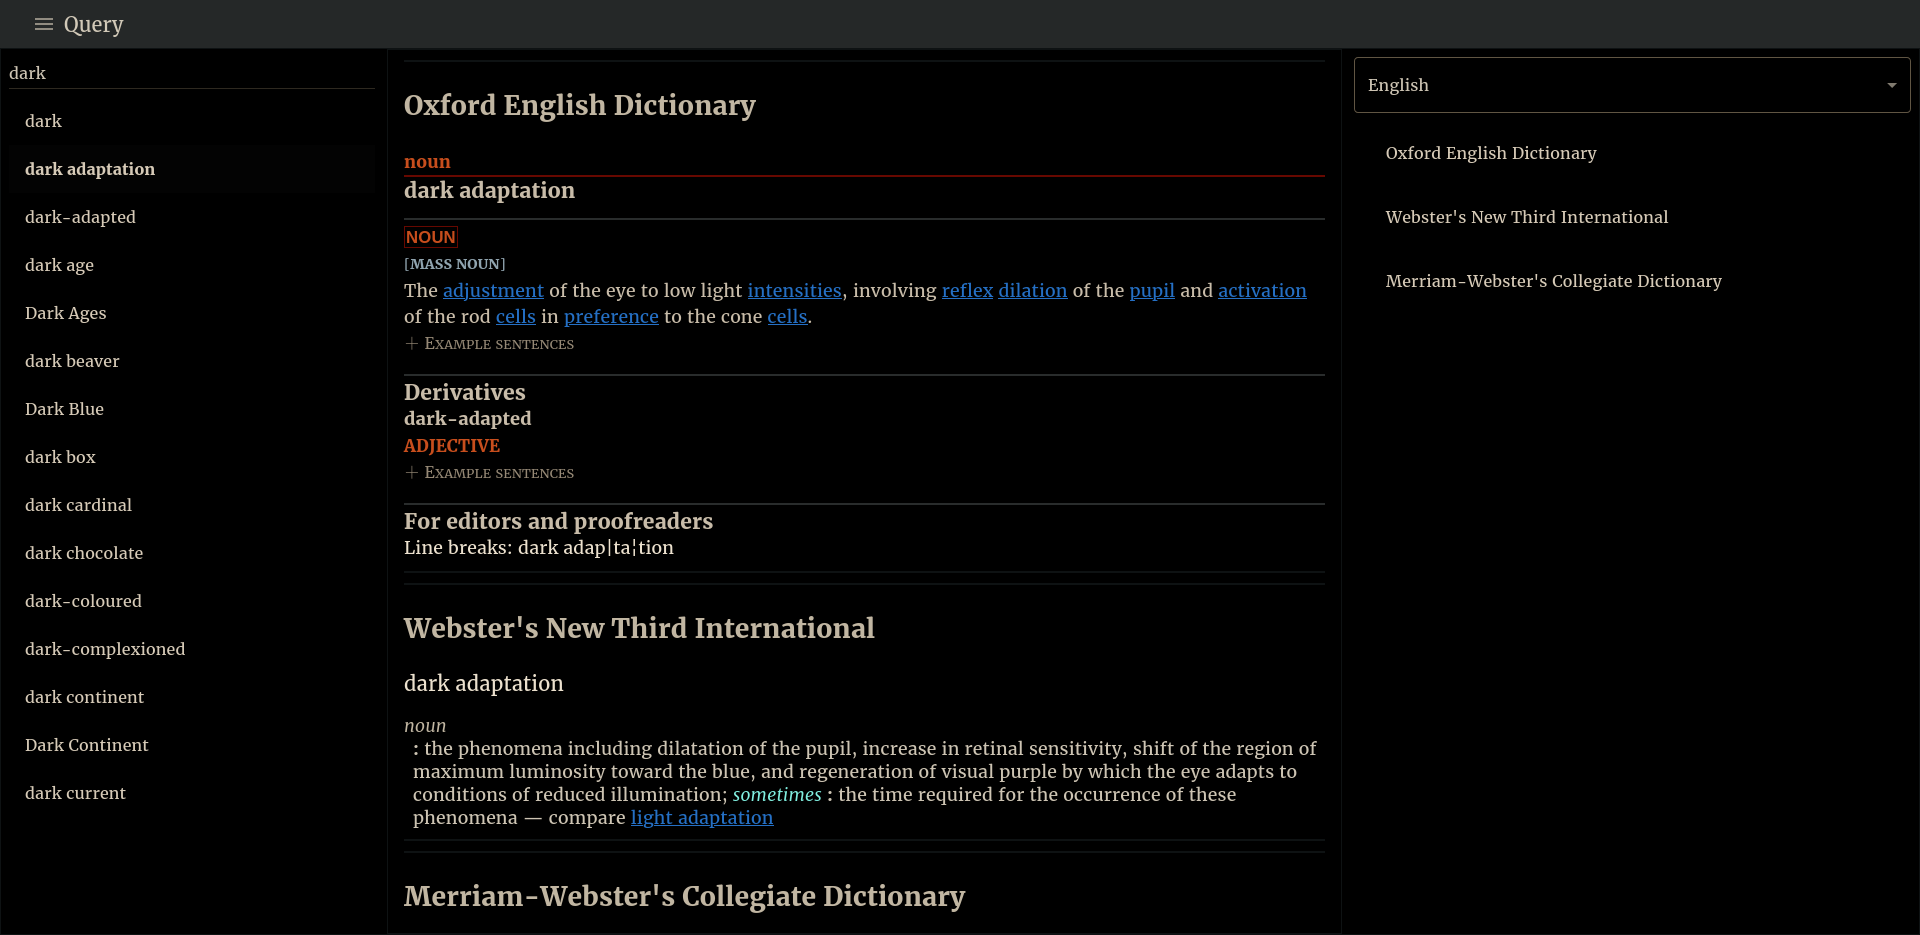 Query
dark
dark
dark adaptation
dark-adapted
dark age
Dark Ages
dark beaver
Dark Blue
dark box
dark cardinal
dark chocolate
dark-coloured
dark-complexioned
dark continent
Dark Continent
dark current
Oxford English Dictionary
noun
dark adaptation
NOUN
[MASS NOUN]
The adjustment of the eye to low light intensities, involving reflex dilation of the pupil and activation
of the rod cells in preference to the cone cells.
+ EXAMPLE SENTENCES
Derivatives
dark-adapted
ADJECTIVE
+ EXAMPLE SENTENCES
For editors and proofreaders
Line breaks: dark adap|ta¦tion
Webster's New Third International
dark adaptation
noun
: the phenomena including dilatation of the pupil, increase in retinal sensitivity, shift of the region of
maximum luminosity toward the blue, and regeneration of visual purple by which the eye adapts to
conditions of reduced illumination; sometimes : the time required for the occurrence of these
phenomena — compare light adaptation
Merriam-Webster's Collegiate Dictionary
English
Oxford English Dictionary
Webster's New Third International
Merriam-Webster's Collegiate Dictionary